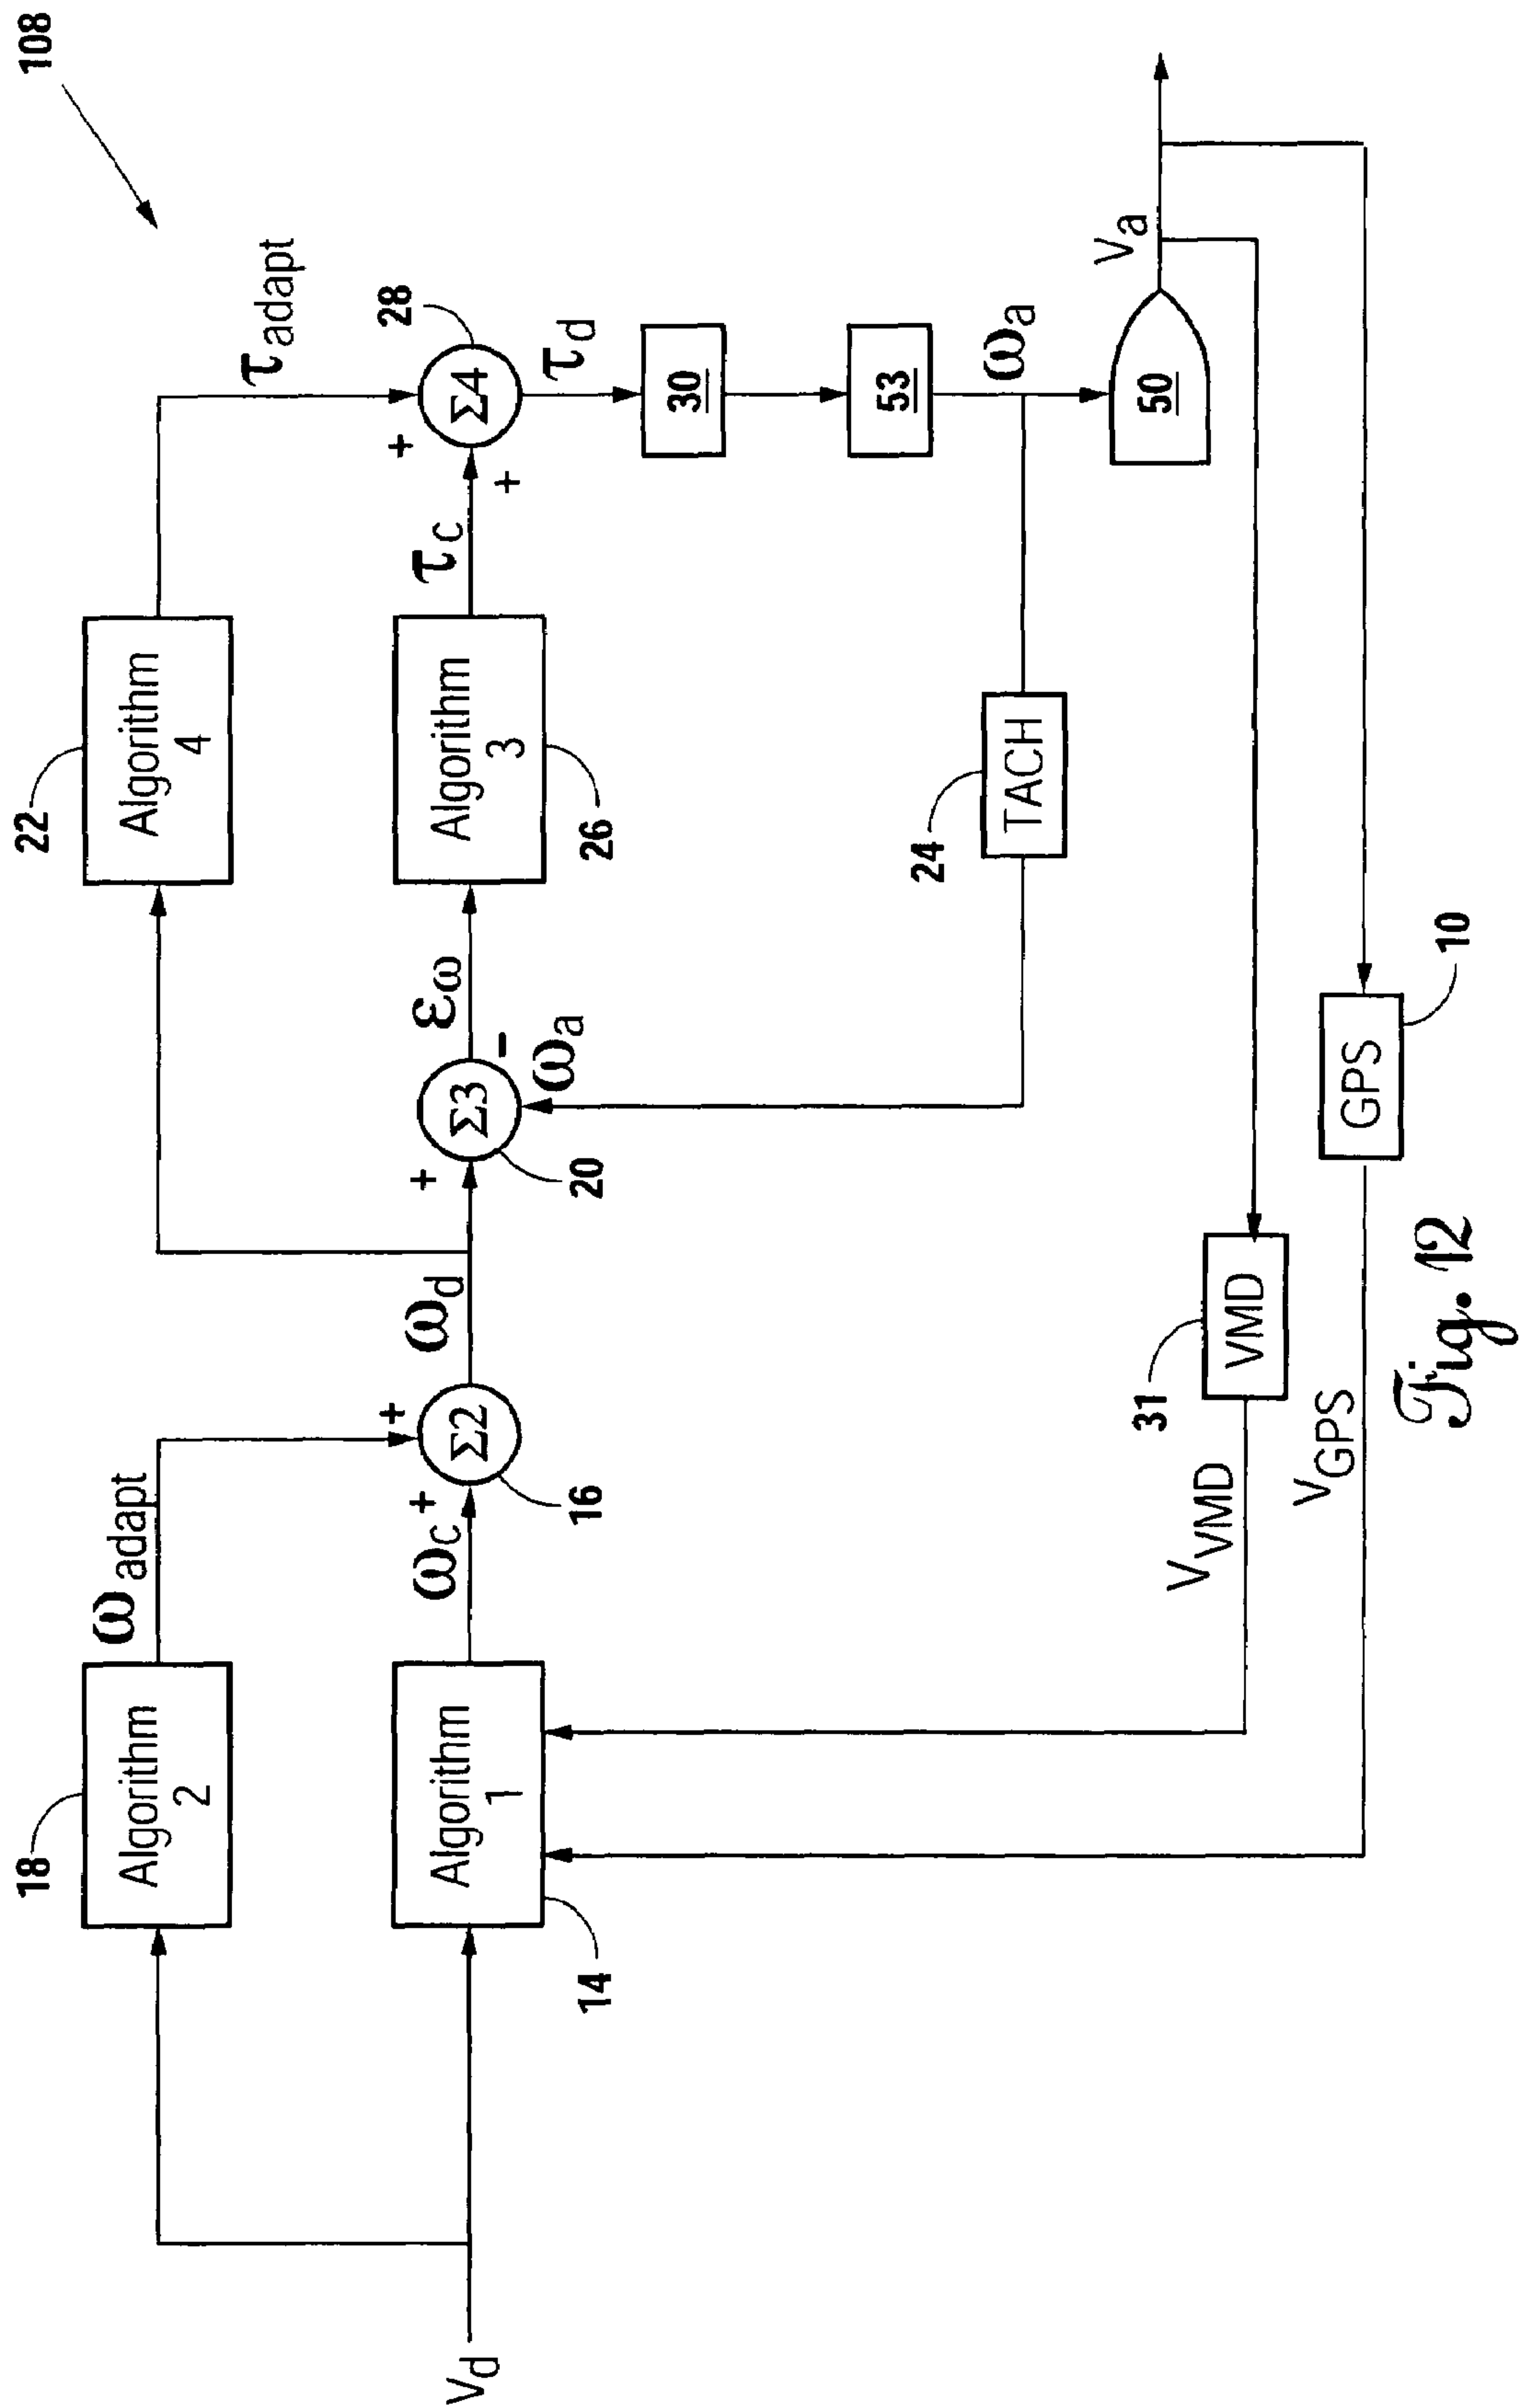 108
22
Algorithm
4
τadapt
28
Σ4
+
+
τc
Algorithm
3
26
τd
30
53
ωa
50
Va
24
TACH
εω
-
ωa
Σ3
+
20
ωd
18
Algorithm
2
ωadapt
+
Σ2
+
16
ωc
Algorithm
1
14
Vd
31
VMD
VVMD
GPS
10
VGPS
Fig. 12